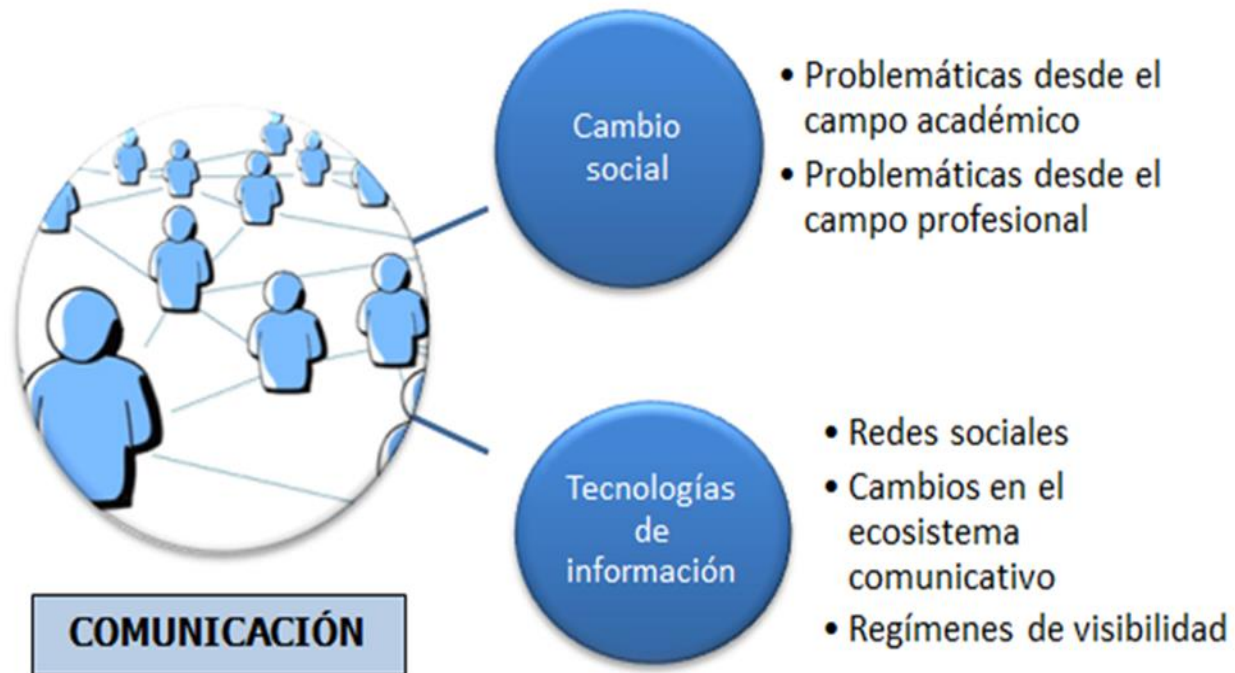 Cambio
social
• Problemáticas desde el
campo académico
• Problemáticas desde el
campo profesional
Tecnologías
de
información
• Redes sociales
• Cambios en el
ecosistema
comunicativo
• Regímenes de visibilidad
COMUNICACIÓN